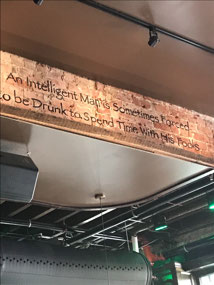 An Intelligent Man is Sometimes Forced
to be Drunk to Spend Time With His Fools